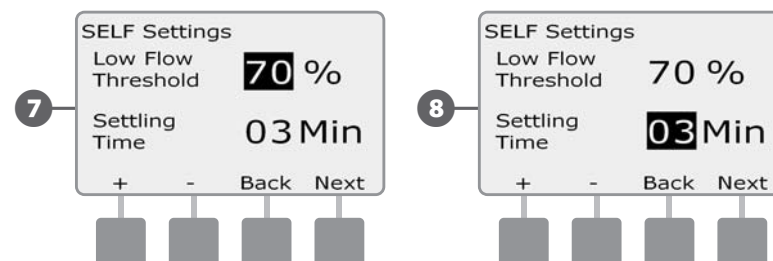 SELF Settings
Low Flow
Threshold 70 %
7
Settling
Time 03 Min
+ - Back Next
SELF Settings
Low Flow
Threshold 70 %
8
Settling
Time 03 Min
+ - Back Next